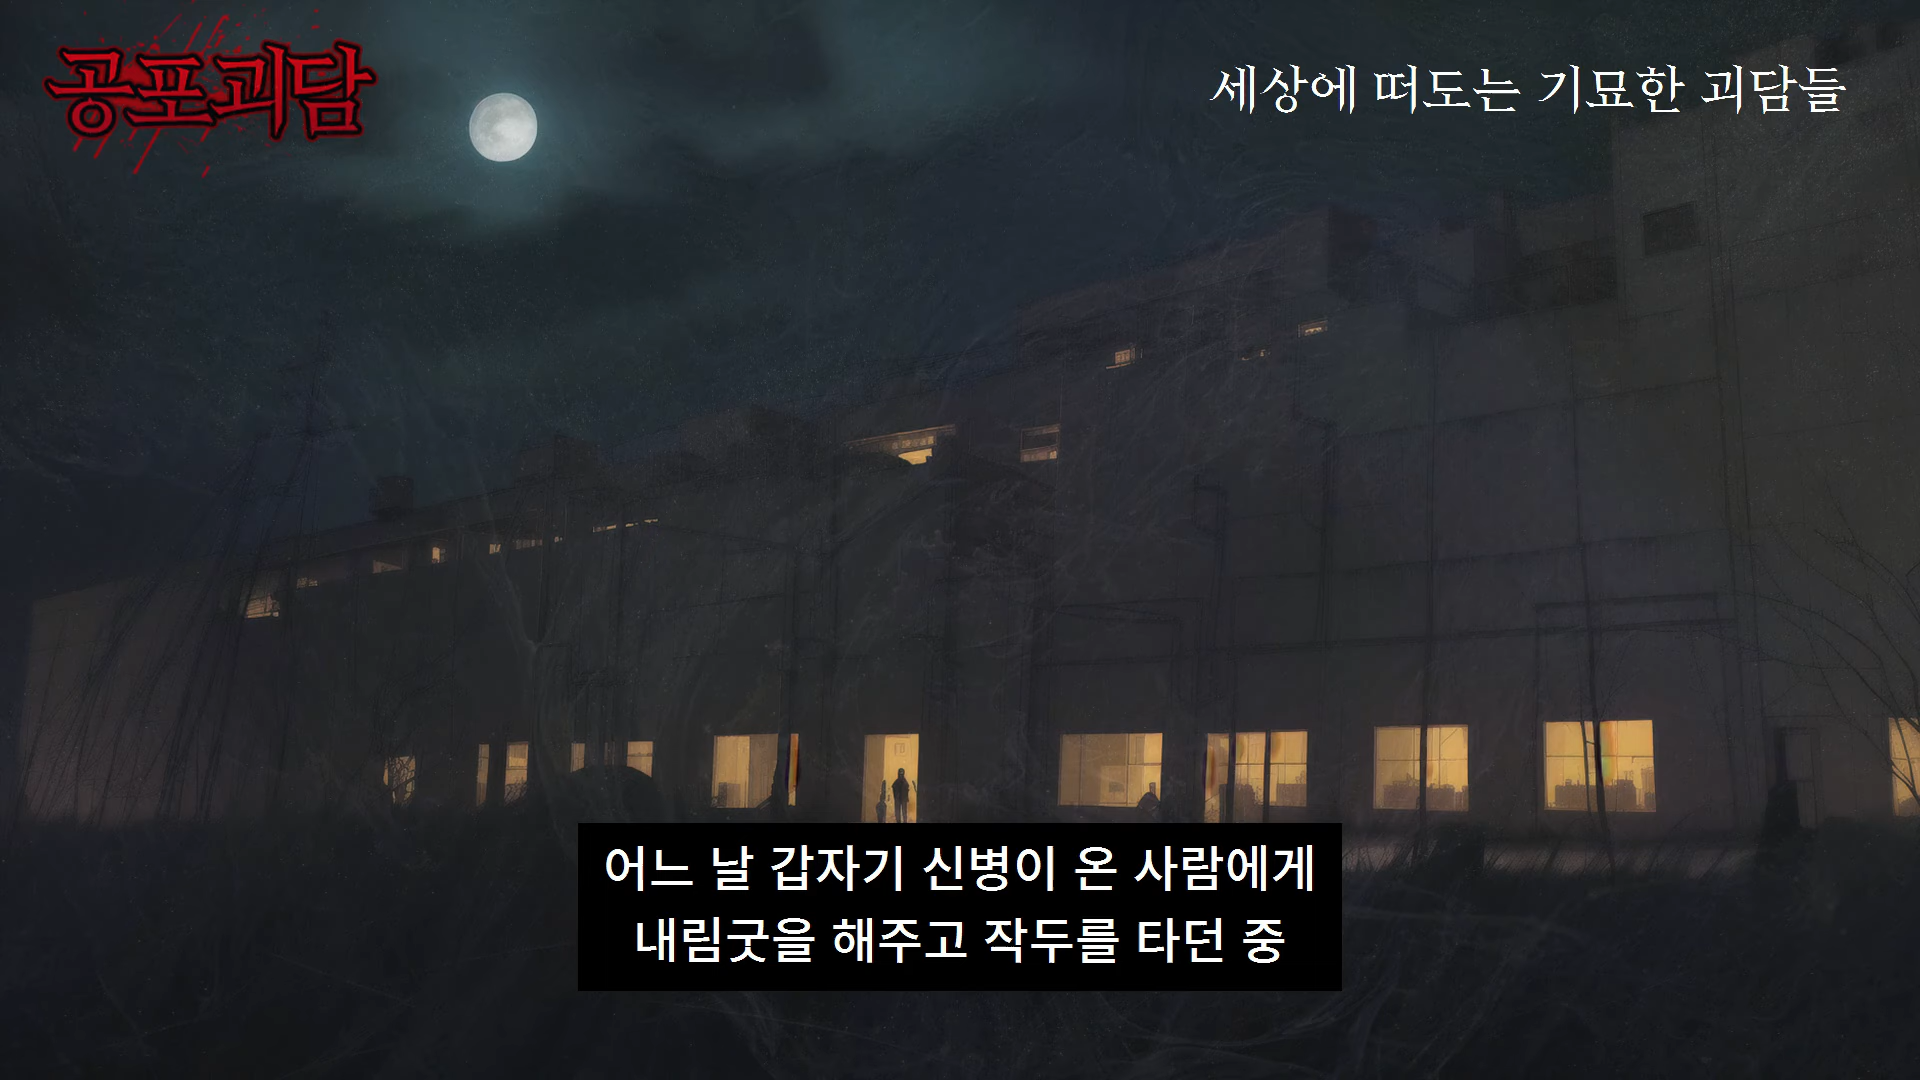 공포괴담
세상에 떠도는 기묘한 괴담들
어느 날 갑자기 신병이 온 사람에게
내림굿을 해주고 작두를 타던 중